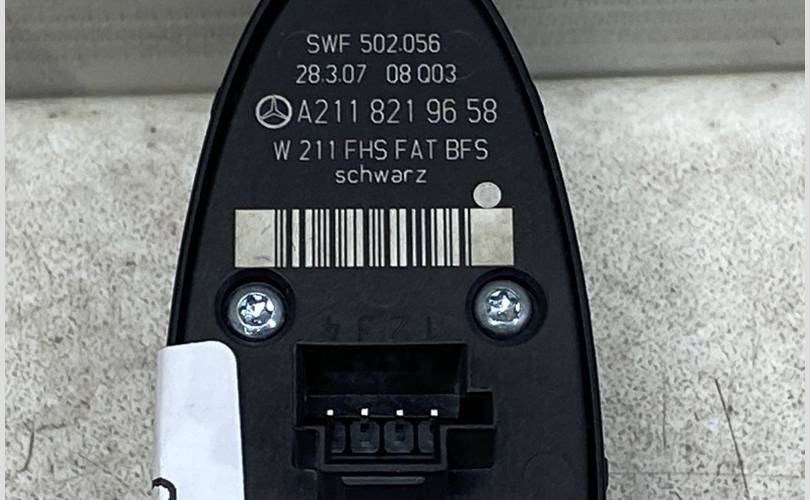 SWF 502.056
28.3.07 08 Q03
A211 821 96 58
W 211 FHS FAT BFS
schwarz